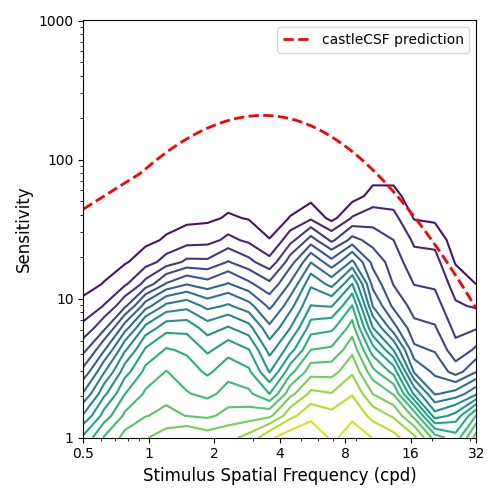 castleCSF prediction
1000
100
10
1
Sensitivity
0.5 1 2 4 8 16 32
Stimulus Spatial Frequency (cpd)